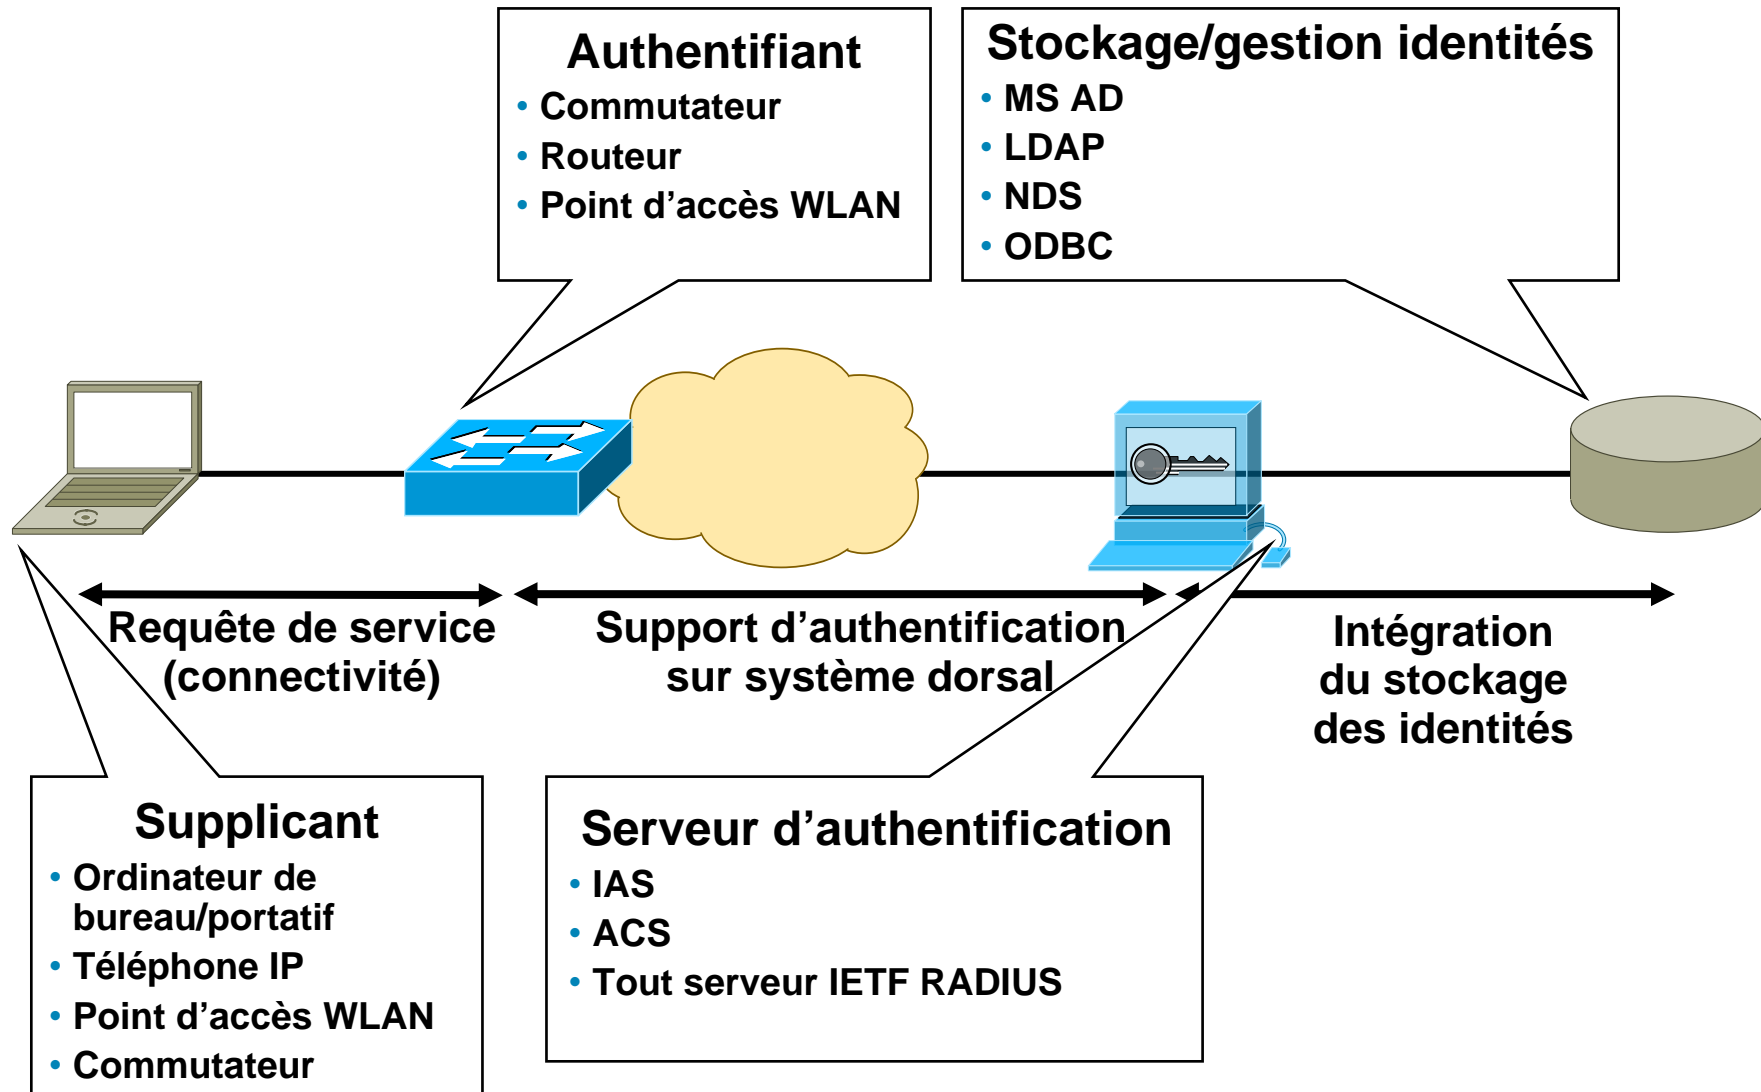 Authentifiant
• Commutateur
• Routeur
• Point d’accès WLAN
Stockage/gestion identités
• MS AD
• LDAP
• NDS
• ODBC
Requête de service
(connectivité)
Support d’authentification
sur système dorsal
Intégration
du stockage
des identités
Supplicant
• Ordinateur de
bureau/portatif
• Téléphone IP
• Point d’accès WLAN
• Commutateur
Serveur d’authentification
• IAS
• ACS
• Tout serveur IETF RADIUS